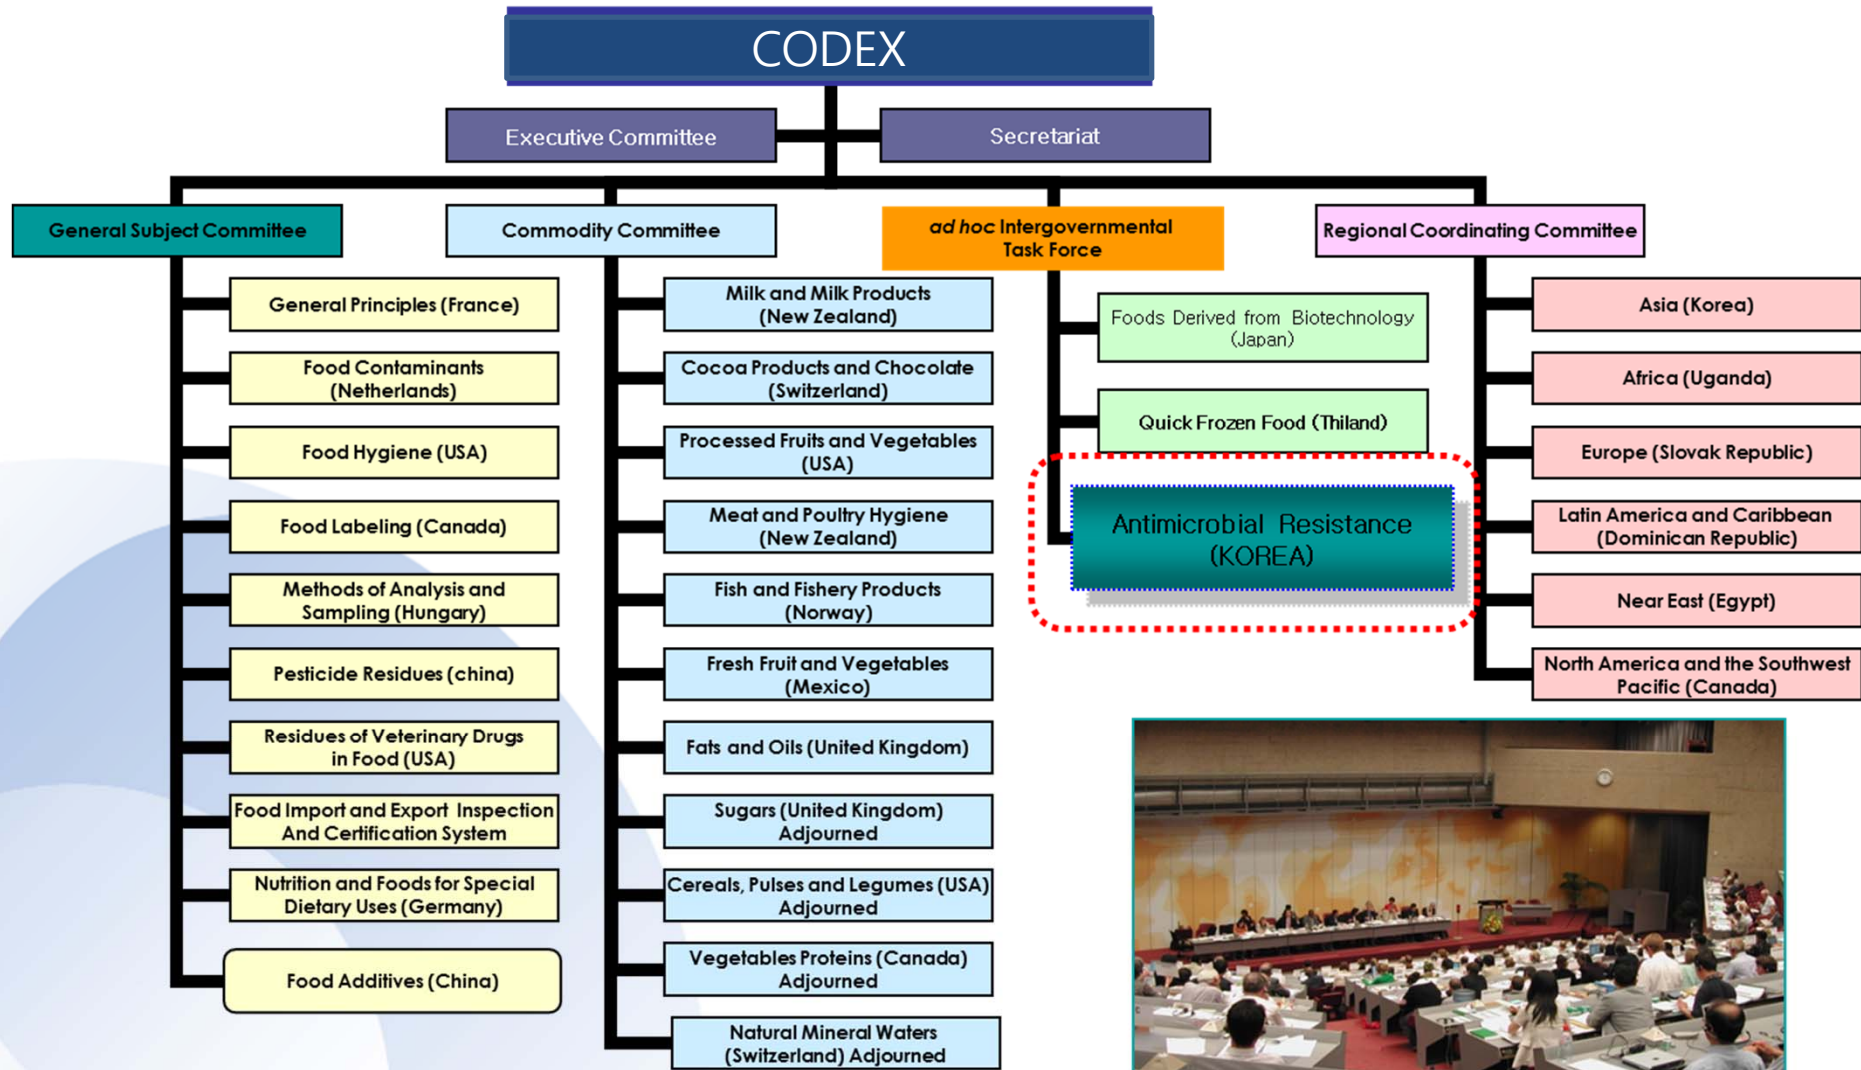 CODEX
Executive Committee
Secretariat
General Subject Committee
General Principles (France)
Food Contaminants
(Netherlands)
Food Hygiene (USA)
Food Labeling (Canada)
Methods of Analysis and
Sampling (Hungary)
Pesticide Residues (china)
Residues of Veterinary Drugs
in Food (USA)
Food Import and Export Inspection
And Certification System
Nutrition and Foods for Special
Dietary Uses (Germany)
Food Additives (China)
Commodity Committee
Milk and Milk Products
(New Zealand)
Cocoa Products and Chocolate
(Switzerland)
Processed Fruits and Vegetables
(USA)
Meat and Poultry Hygiene
(New Zealand)
Fish and Fishery Products
(Norway)
Fresh Fruit and Vegetables
(Mexico)
Fats and Oils (United Kingdom)
Sugars (United Kingdom)
Adjourned
Cereals, Pulses and Legumes (USA)
Adjourned
Vegetables Proteins (Canada)
Adjourned
Natural Mineral Waters
(Switzerland) Adjourned
ad hoc Intergovernmental
Task Force
Foods Derived from Biotechnology
(Japan)
Quick Frozen Food (Thiland)
Antimicrobial Resistance
(KOREA)
Regional Coordinating Committee
Asia (Korea)
Africa (Uganda)
Europe (Slovak Republic)
Latin America and Caribbean
(Dominican Republic)
Near East (Egypt)
North America and the Southwest
Pacific (Canada)